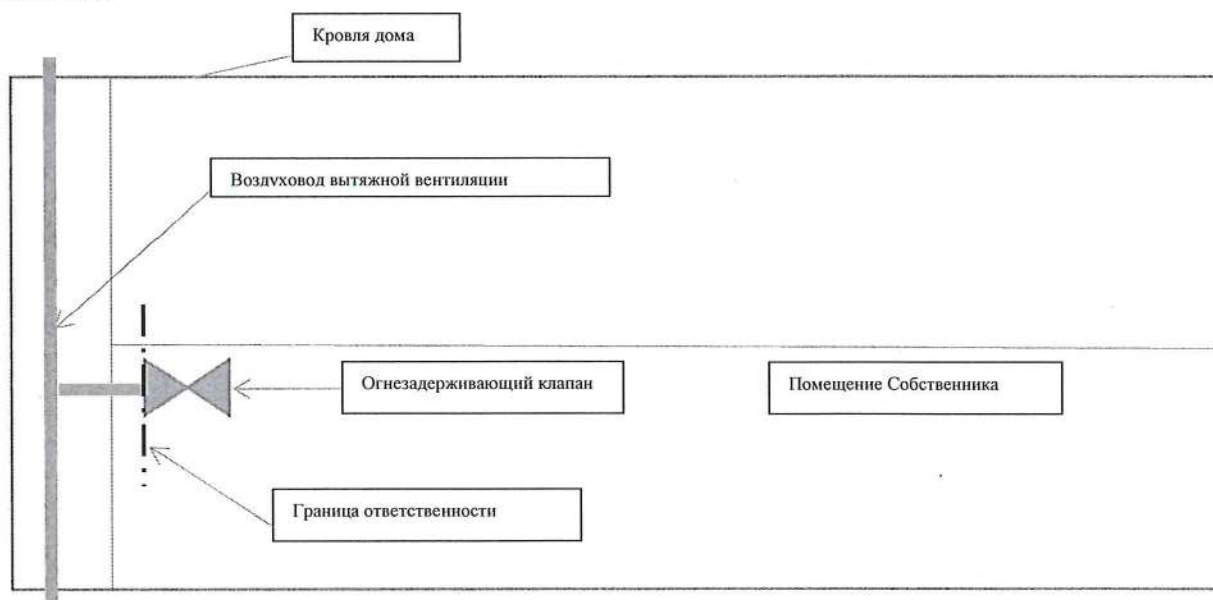 Кровля дома
Воздуховод вытяжной вентиляции
Огнезадерживающий клапан
Помещение Собственника
Граница ответственности